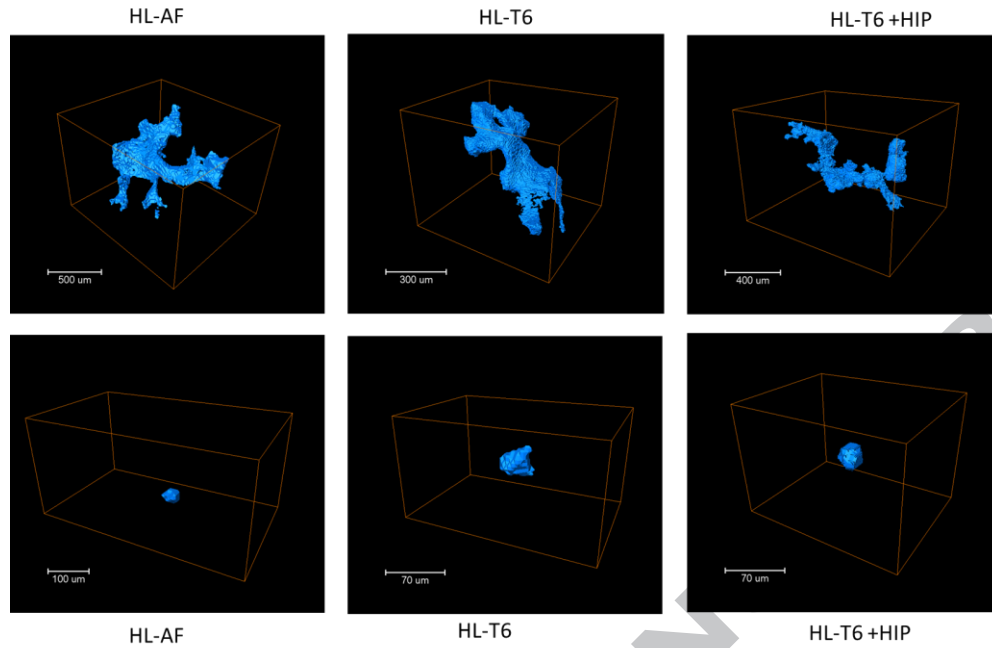 HL-AF HL-T6 HL-T6 +HIP
500 um 300 um 400 um
100 um 70 um 70 um
HL-AF HL-T6 HL-T6 +HIP